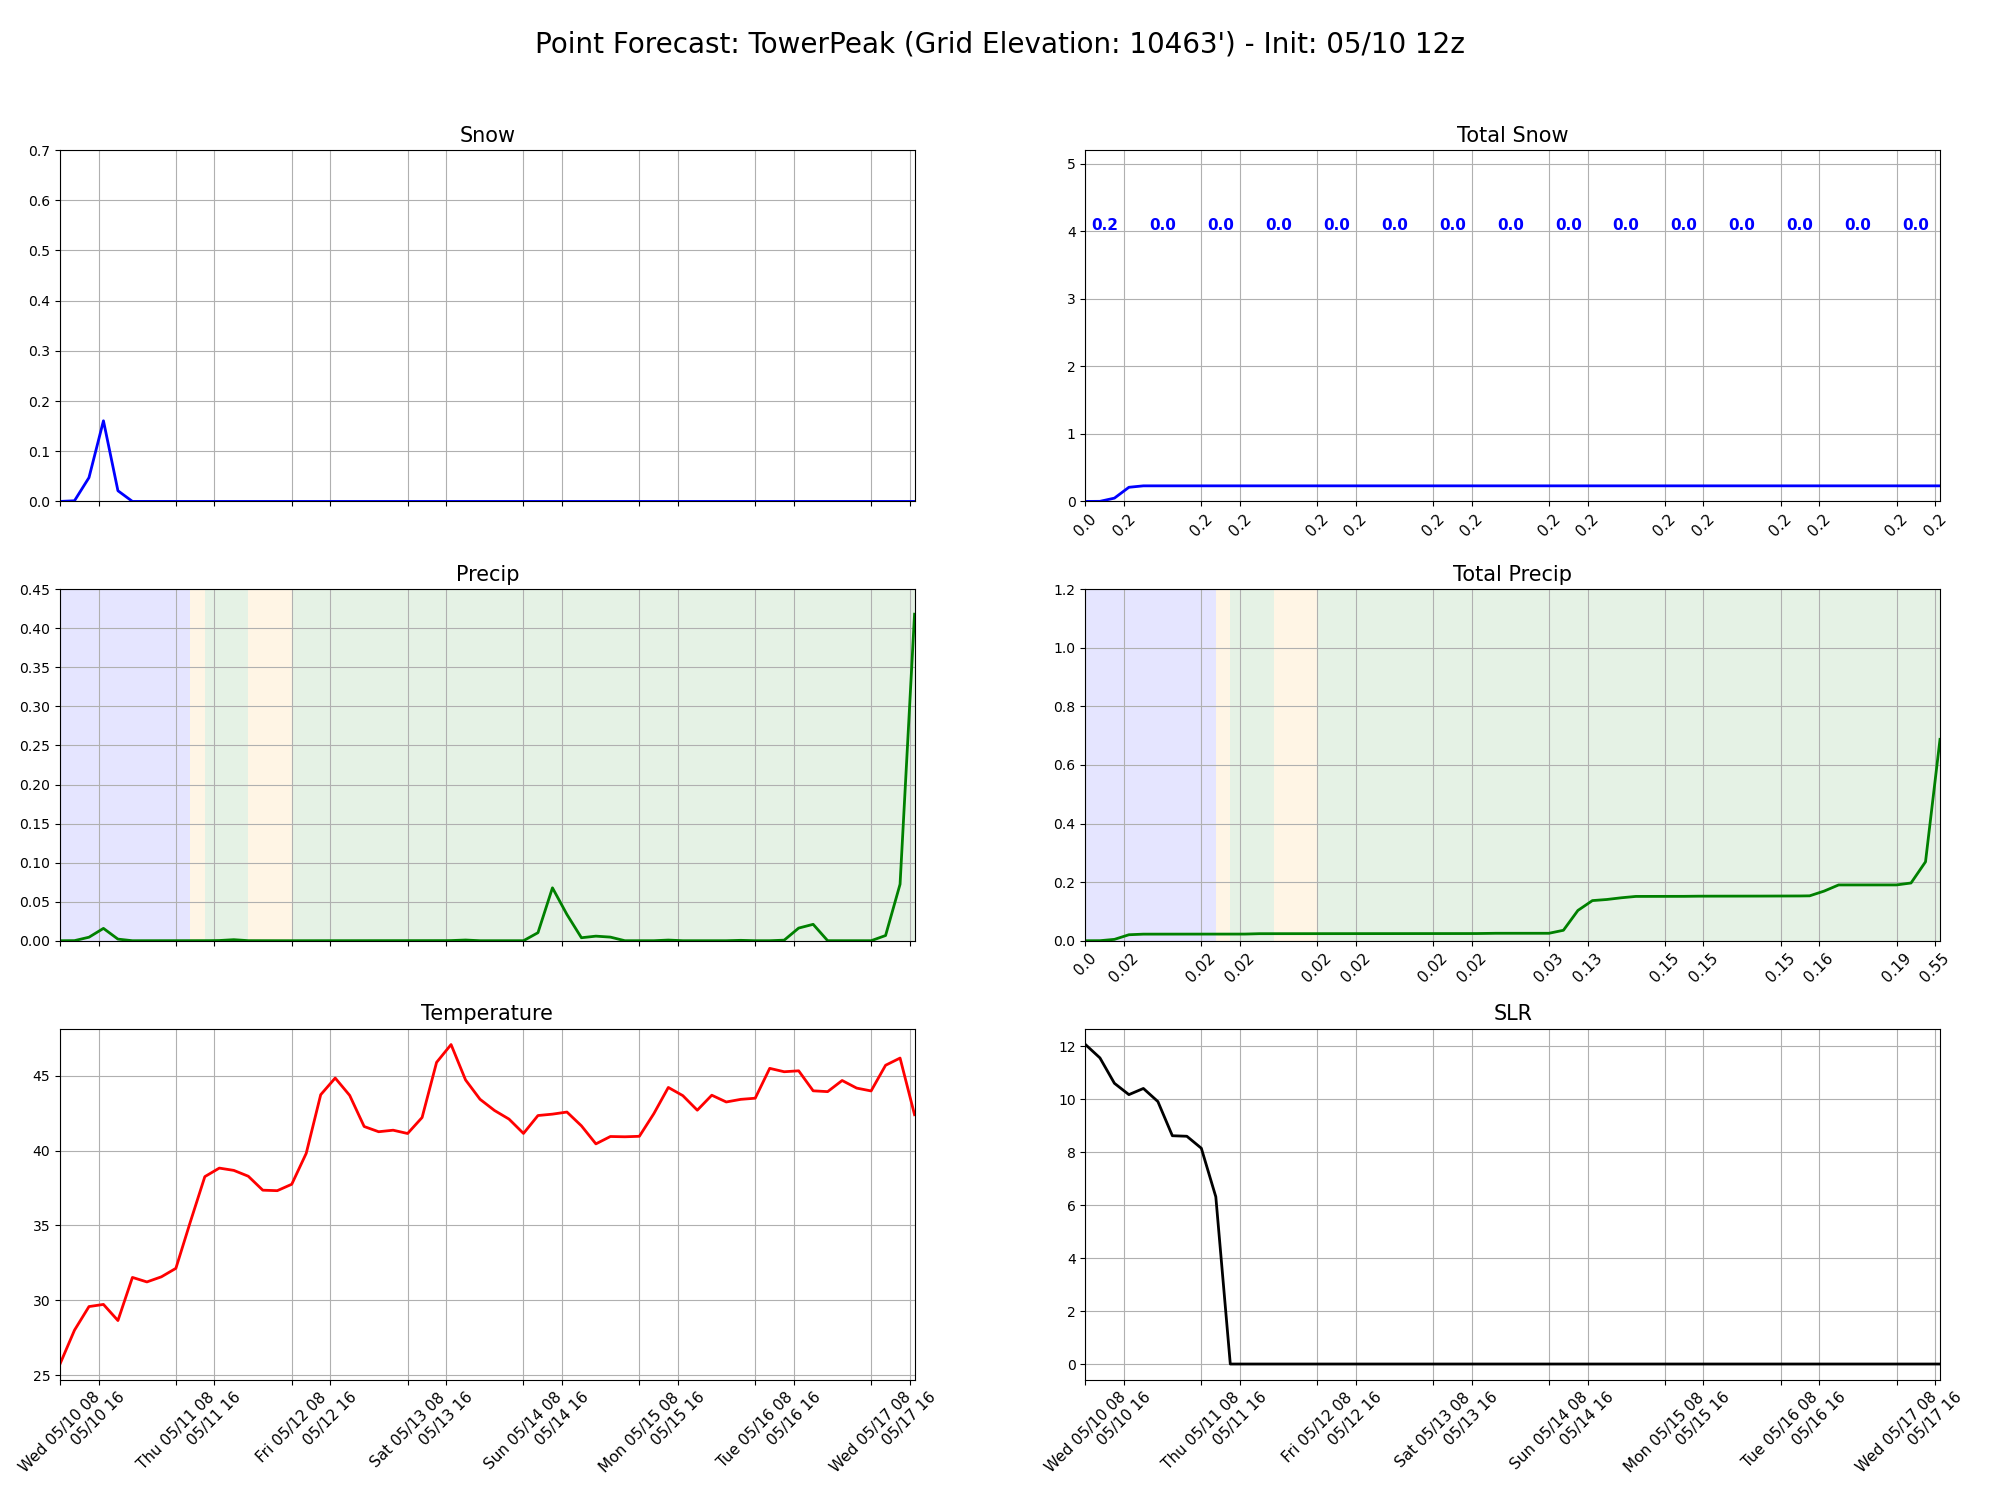 Point Forecast: TowerPeak (Grid Elevation: 10463') - Init: 05/10 12z
Snow
0.7
0.6
0.5
0.4
0.3
0.2
0.1
0.0
Total Snow
5
4
3
2
1
0
0.2 0.0 0.0 0.0 0.0 0.0 0.0 0.0 0.0 0.0 0.0 0.0 0.0 0.0 0.0
0.0 0.2 0.2 0.2 0.2 0.2 0.2 0.2 0.2 0.2 0.2 0.2 0.2 0.2 0.2 0.2
Precip
0.45
0.40
0.35
0.30
0.25
0.20
0.15
0.10
0.05
0.00
Total Precip
1.2
1.0
0.8
0.6
0.4
0.2
0.0
0.0 0.02 0.02 0.02 0.02 0.02 0.02 0.02 0.03 0.13 0.15 0.15 0.15 0.16 0.19 0.55
Temperature
45
40
35
30
25
Wed 05/10 08
05/10 16
Thu 05/11 08
05/11 16
Fri 05/12 08
05/12 16
Sat 05/13 08
05/13 16
Sun 05/14 08
05/14 16
Mon 05/15 08
05/15 16
Tue 05/16 08
05/16 16
Wed 05/17 08
05/17 16
SLR
12
10
8
6
4
2
0
Wed 05/10 08
05/10 16
Thu 05/11 08
05/11 16
Fri 05/12 08
05/12 16
Sat 05/13 08
05/13 16
Sun 05/14 08
05/14 16
Mon 05/15 08
05/15 16
Tue 05/16 08
05/16 16
Wed 05/17 08
05/17 16